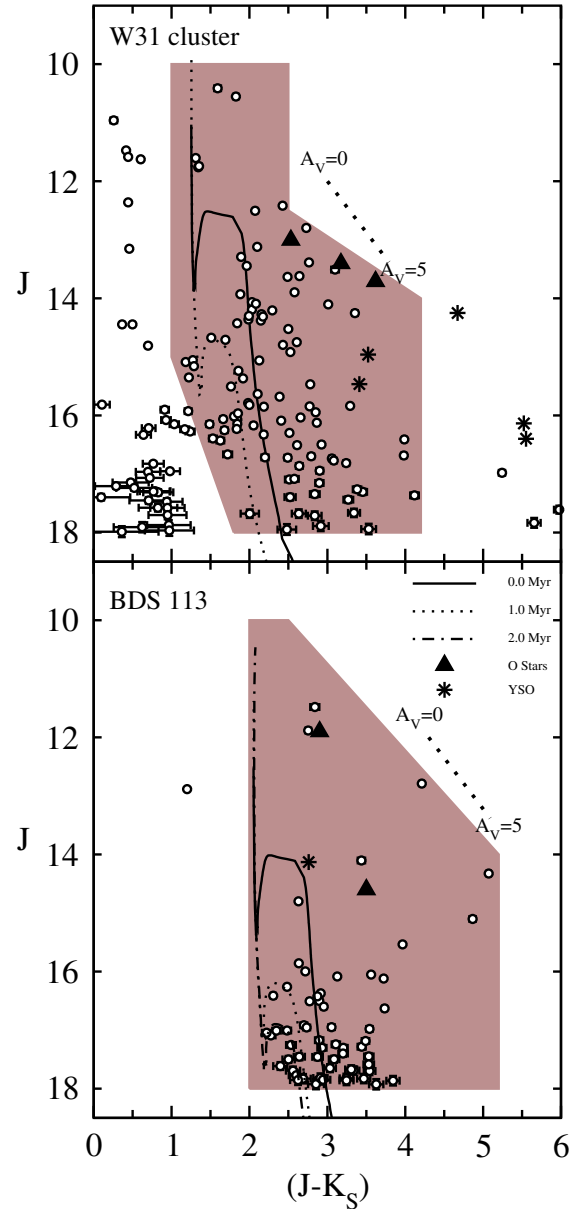 W31 cluster
10
A_V=0
12
A_V=5
J
14
16
18
BDS 113
0.0 Myr
10
1.0 Myr
2.0 Myr
O Stars
YSO
A_V=0
12
A_V=5
J
14
16
18
0 1 2 3 4 5 6
(J-K_S)